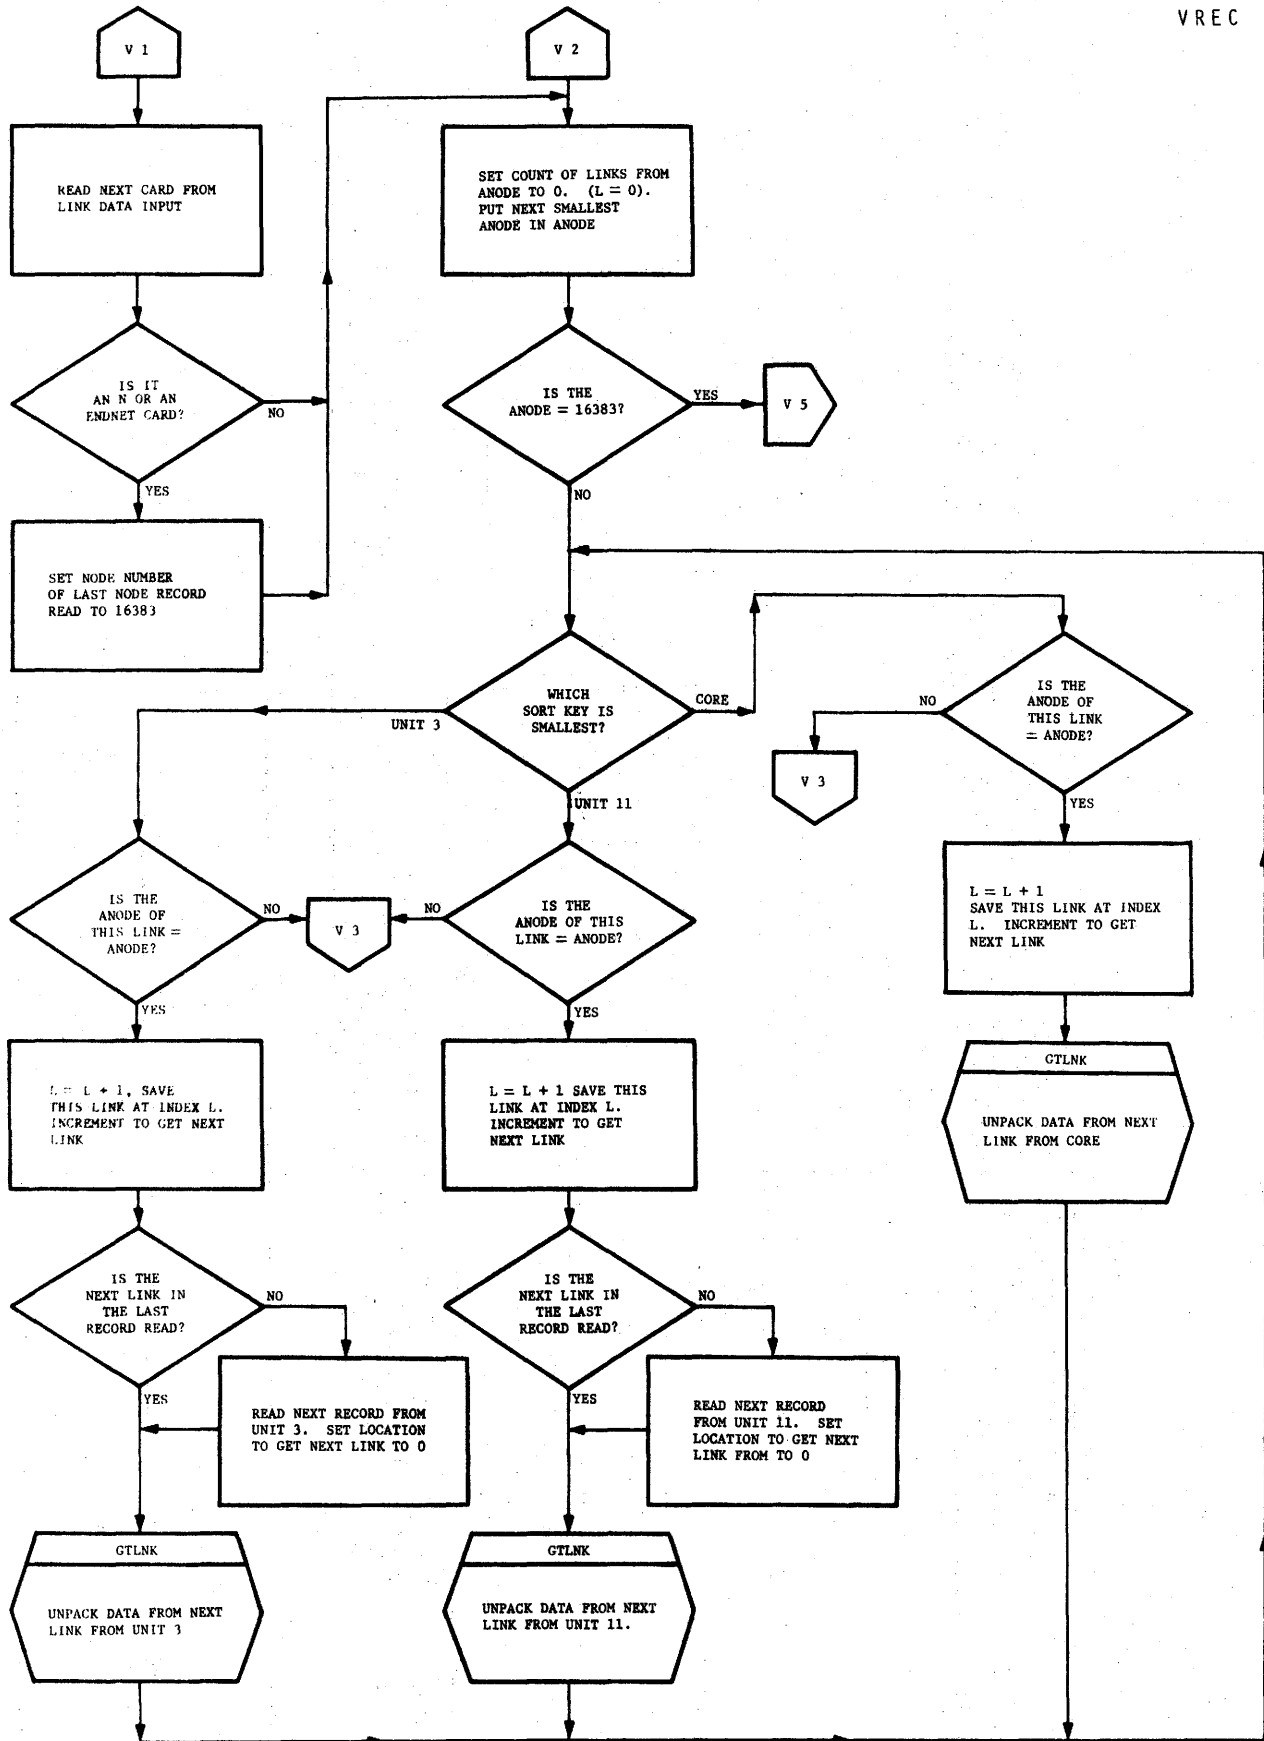 VREC
V 1
V 2
READ NEXT CARD FROM
LINK DATA INPUT
SET COUNT OF LINKS FROM
ANODE TO 0. (L = 0).
PUT NEXT SMALLEST
ANODE IN ANODE
IS IT
AN N OR AN
ENDNET CARD?
NO
YES
IS THE
ANODE = 16383?
YES
V 5
NO
SET NODE NUMBER
OF LAST NODE RECORD
READ TO 16383
WHICH
SORT KEY IS
SMALLEST?
UNIT 3
CORE
UNIT 11
IS THE
ANODE OF
THIS LINK
= ANODE?
NO
V 3
YES
IS THE
ANODE OF
THIS LINK =
ANODE?
NO
V 3
NO
IS THE
ANODE OF THIS
LINK = ANODE?
YES
YES
L = L + 1
SAVE THIS LINK AT INDEX
L. INCREMENT TO GET
NEXT LINK
L = L + 1, SAVE
THIS LINK AT INDEX L.
INCREMENT TO GET NEXT
LINK
L = L + 1 SAVE THIS
LINK AT INDEX L.
INCREMENT TO GET
NEXT LINK
GTLNK
UNPACK DATA FROM NEXT
LINK FROM CORE
IS THE
NEXT LINK IN
THE LAST
RECORD READ?
NO
YES
IS THE
NEXT LINK IN
THE LAST
RECORD READ?
NO
YES
READ NEXT RECORD FROM
UNIT 3. SET LOCATION
TO GET NEXT LINK TO 0
READ NEXT RECORD
FROM UNIT 11. SET
LOCATION TO GET NEXT
LINK FROM TO 0
GTLNK
UNPACK DATA FROM NEXT
LINK FROM UNIT 3
GTLNK
UNPACK DATA FROM NEXT
LINK FROM UNIT 11.